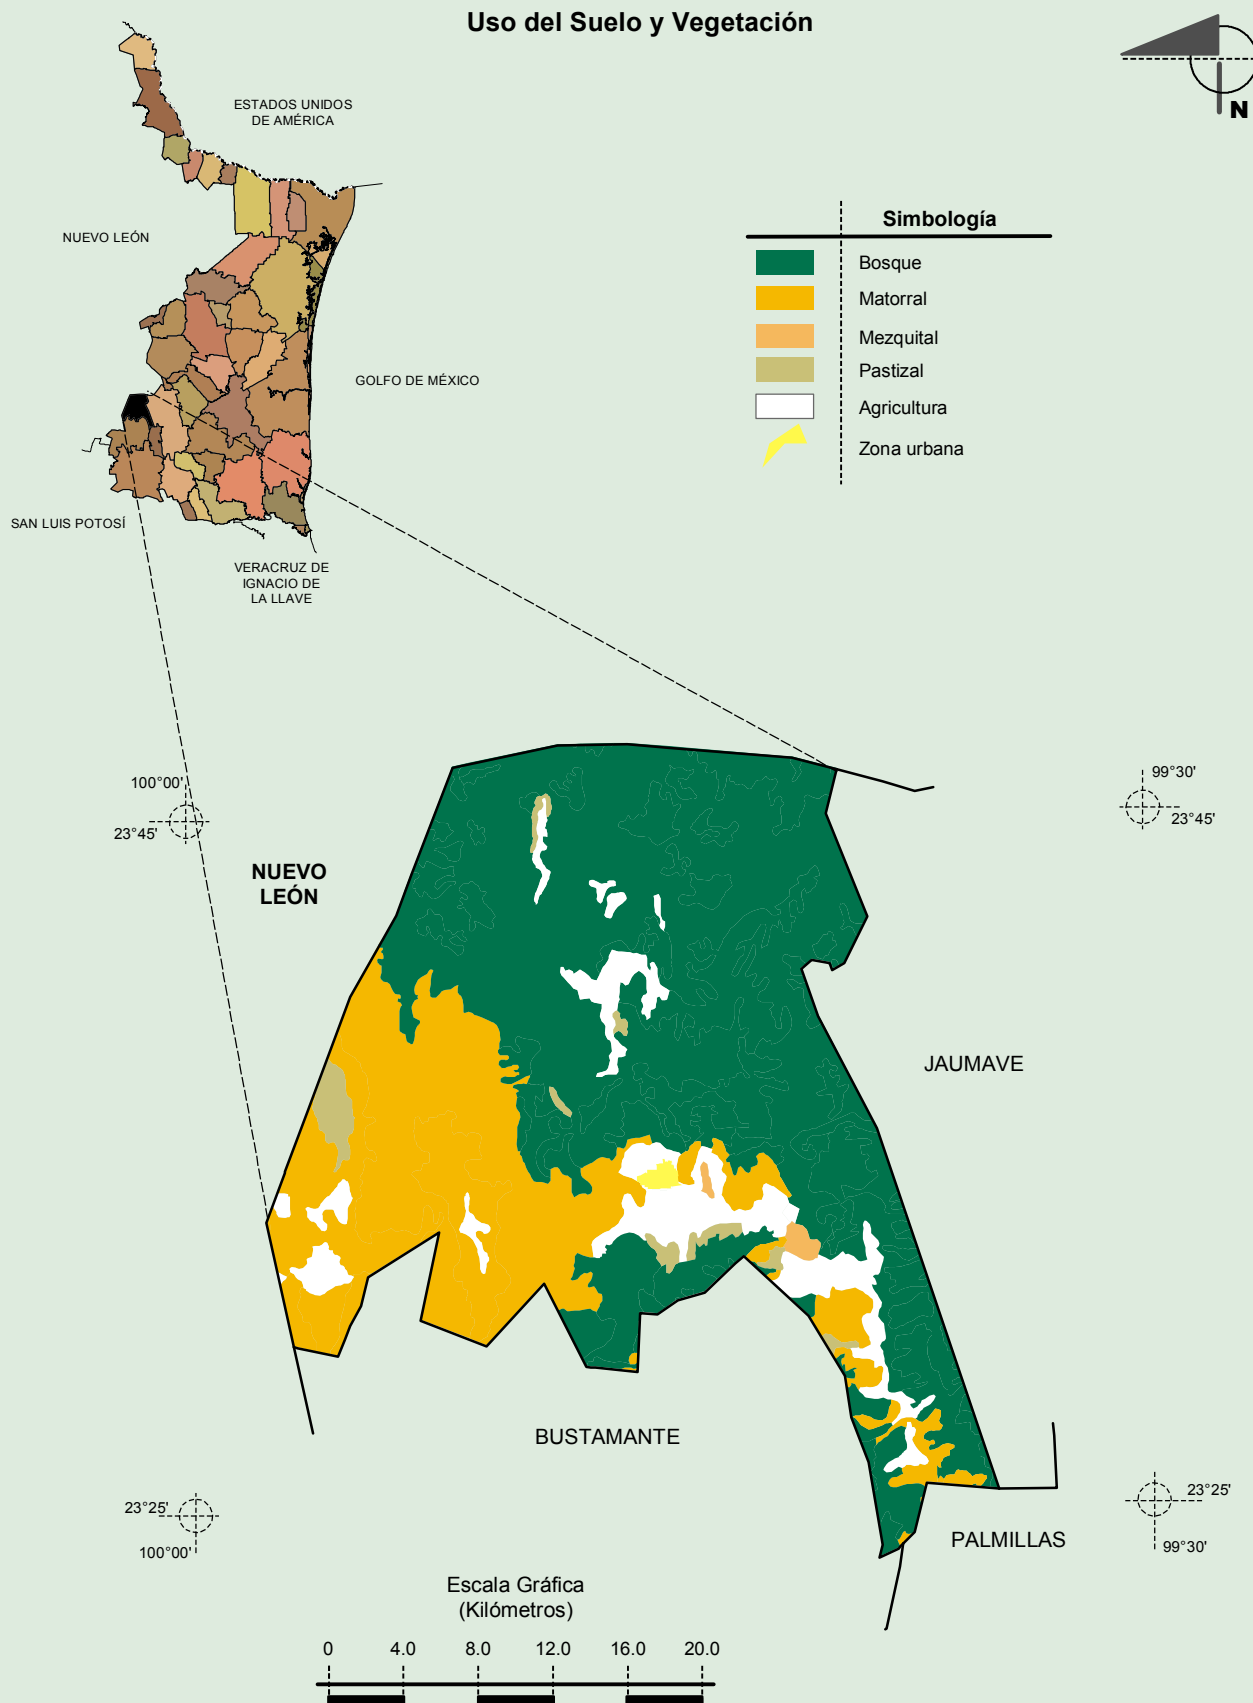 Uso del Suelo y Vegetación
N
ESTADOS UNIDOS
DE AMÉRICA
NUEVO LEÓN
GOLFO DE MÉXICO
SAN LUIS POTOSÍ
VERACRUZ DE
IGNACIO DE
LA LLAVE
Simbología
Bosque
Matorral
Mezquital
Pastizal
Agricultura
Zona urbana
100°00'
23°45'
99°30'
23°45'
NUEVO
LEÓN
JAUMAVE
BUSTAMANTE
PALMILLAS
23°25'
100°00'
23°25'
99°30'
Escala Gráfica
(Kilómetros)
0 4.0 8.0 12.0 16.0 20.0